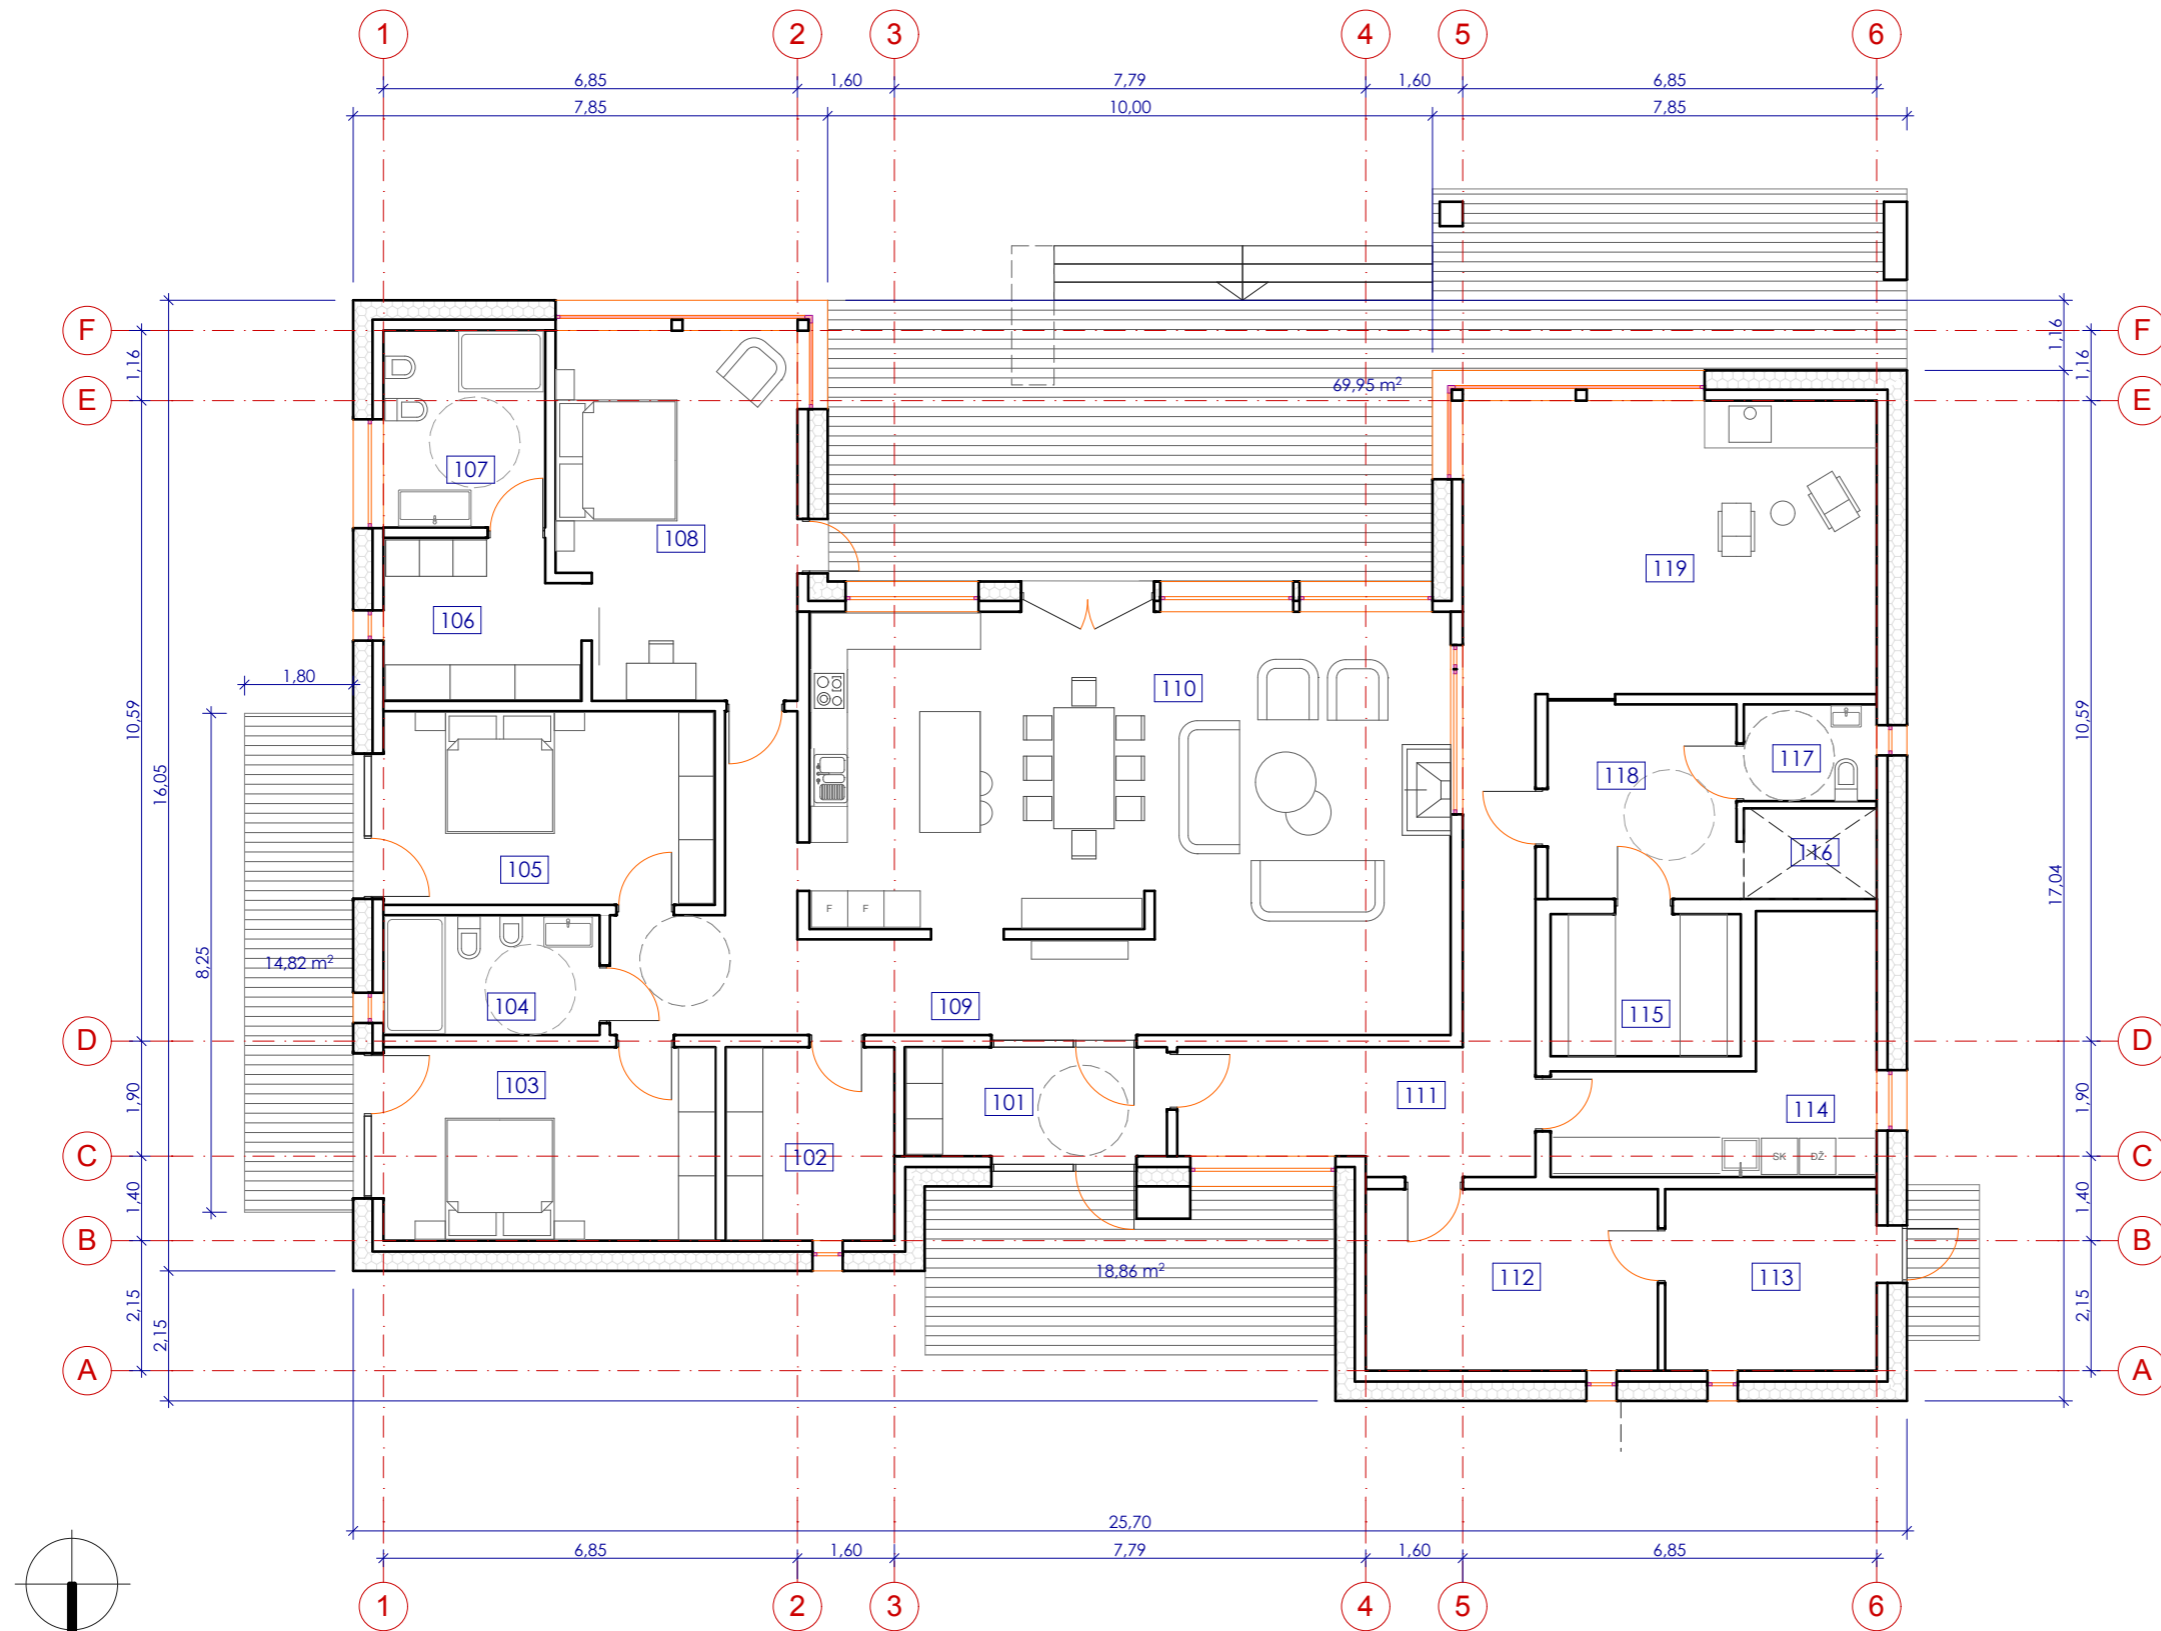 1 2 3 4 5 6
6,85 1,60 7,79 1,60 6,85
7,85 10,00 7,85
F F
1,16 1,16 1,16
E 69,95 m² E
107
108
119
106
110
1,80
10,59 10,59
16,05
117
118
116
105
17,04
F F
8,25
14,82 m²
104 109 115
D D
103 101 111 114
1,90 1,90
C 102 SK DŽ C
1,40 1,40
B B
18,86 m² 112 113
2,15 2,15 2,15
A A
25,70
6,85 1,60 7,79 1,60 6,85
1 2 3 4 5 6